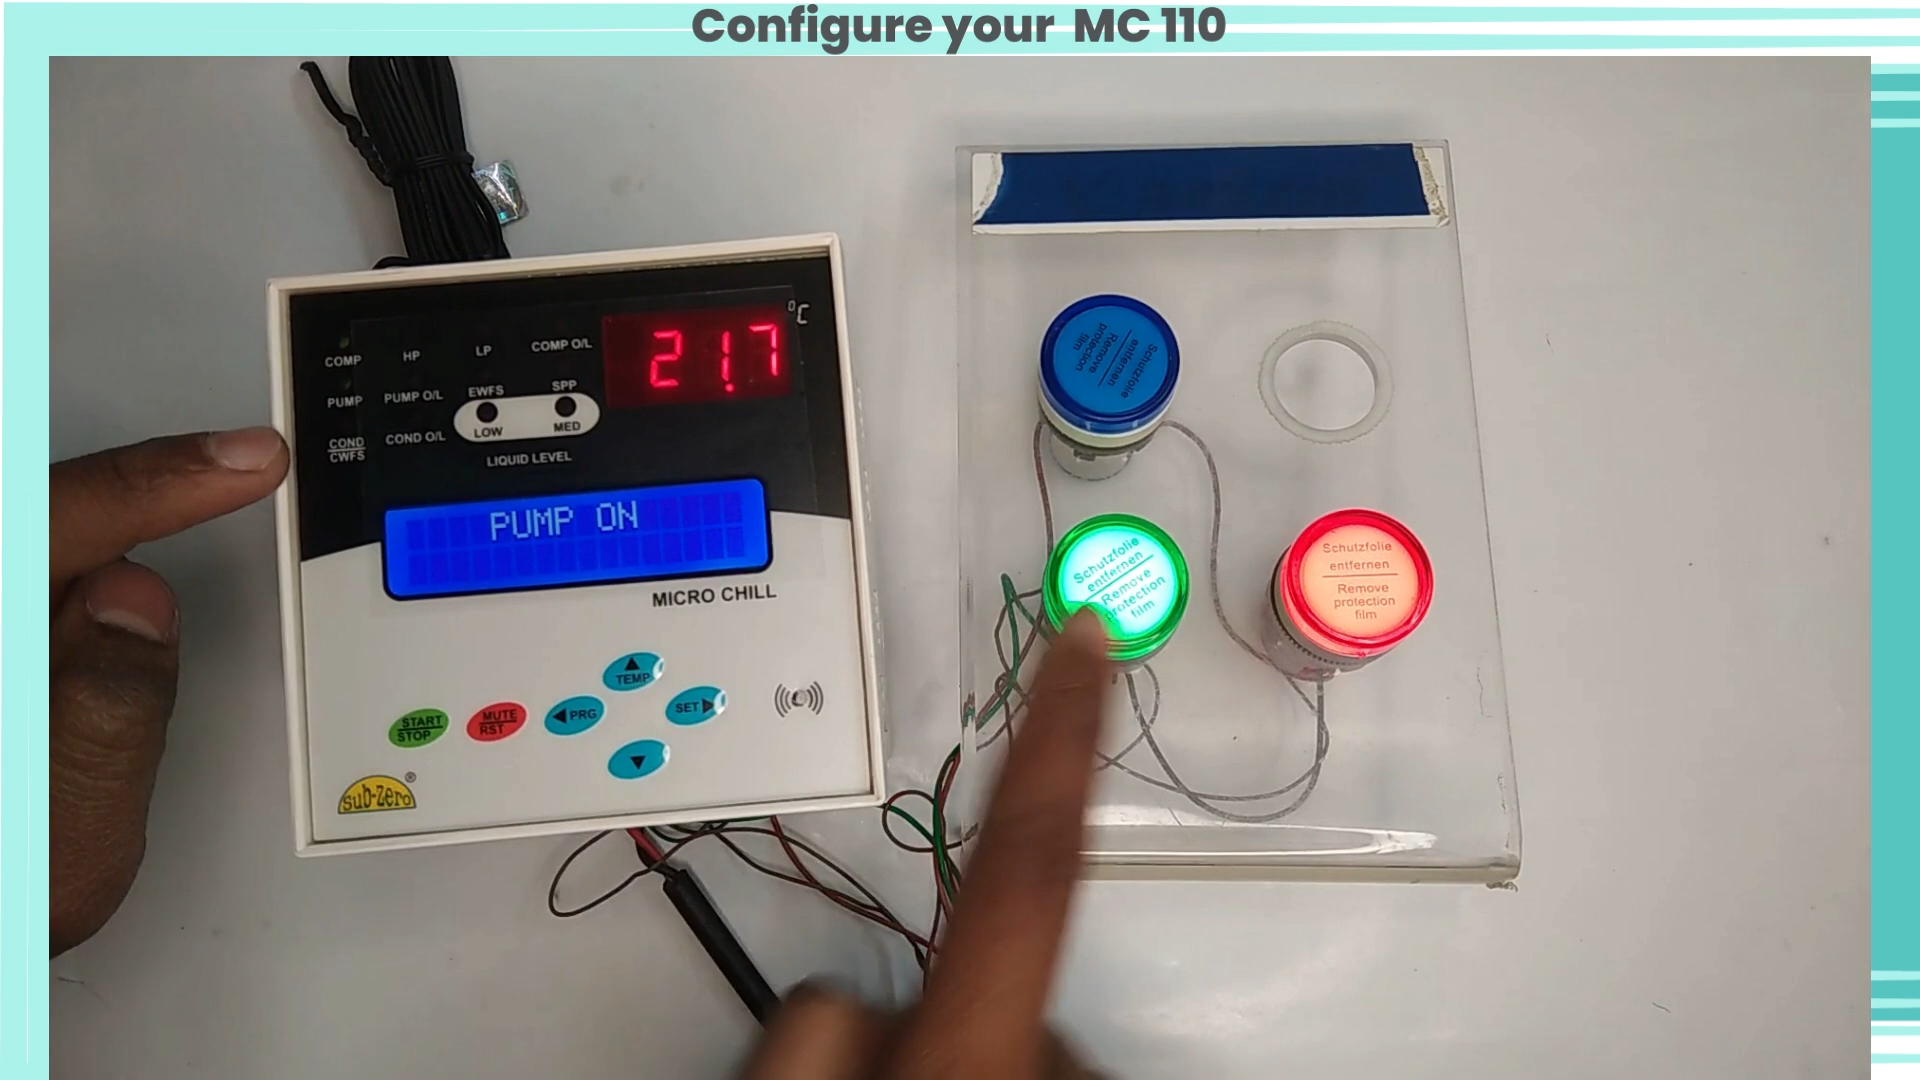 Configure your MC 110
°C
21.7
COMP HP LP COMP O/L
PUMP PUMP O/L EWFS SPP
COND
CWFS
COND O/L LOW MED
LIQUID LEVEL
PUMP ON
MICRO CHILL
TEMP
START
STOP
MUTE
RST
PRG
SET
sub-zero
®
Schutzfolie
entfernen
Remove
protection
film
Schutzfolie
entfernen
Remove
protection
film
Schutzfolie
entfernen
Remove
protection
film